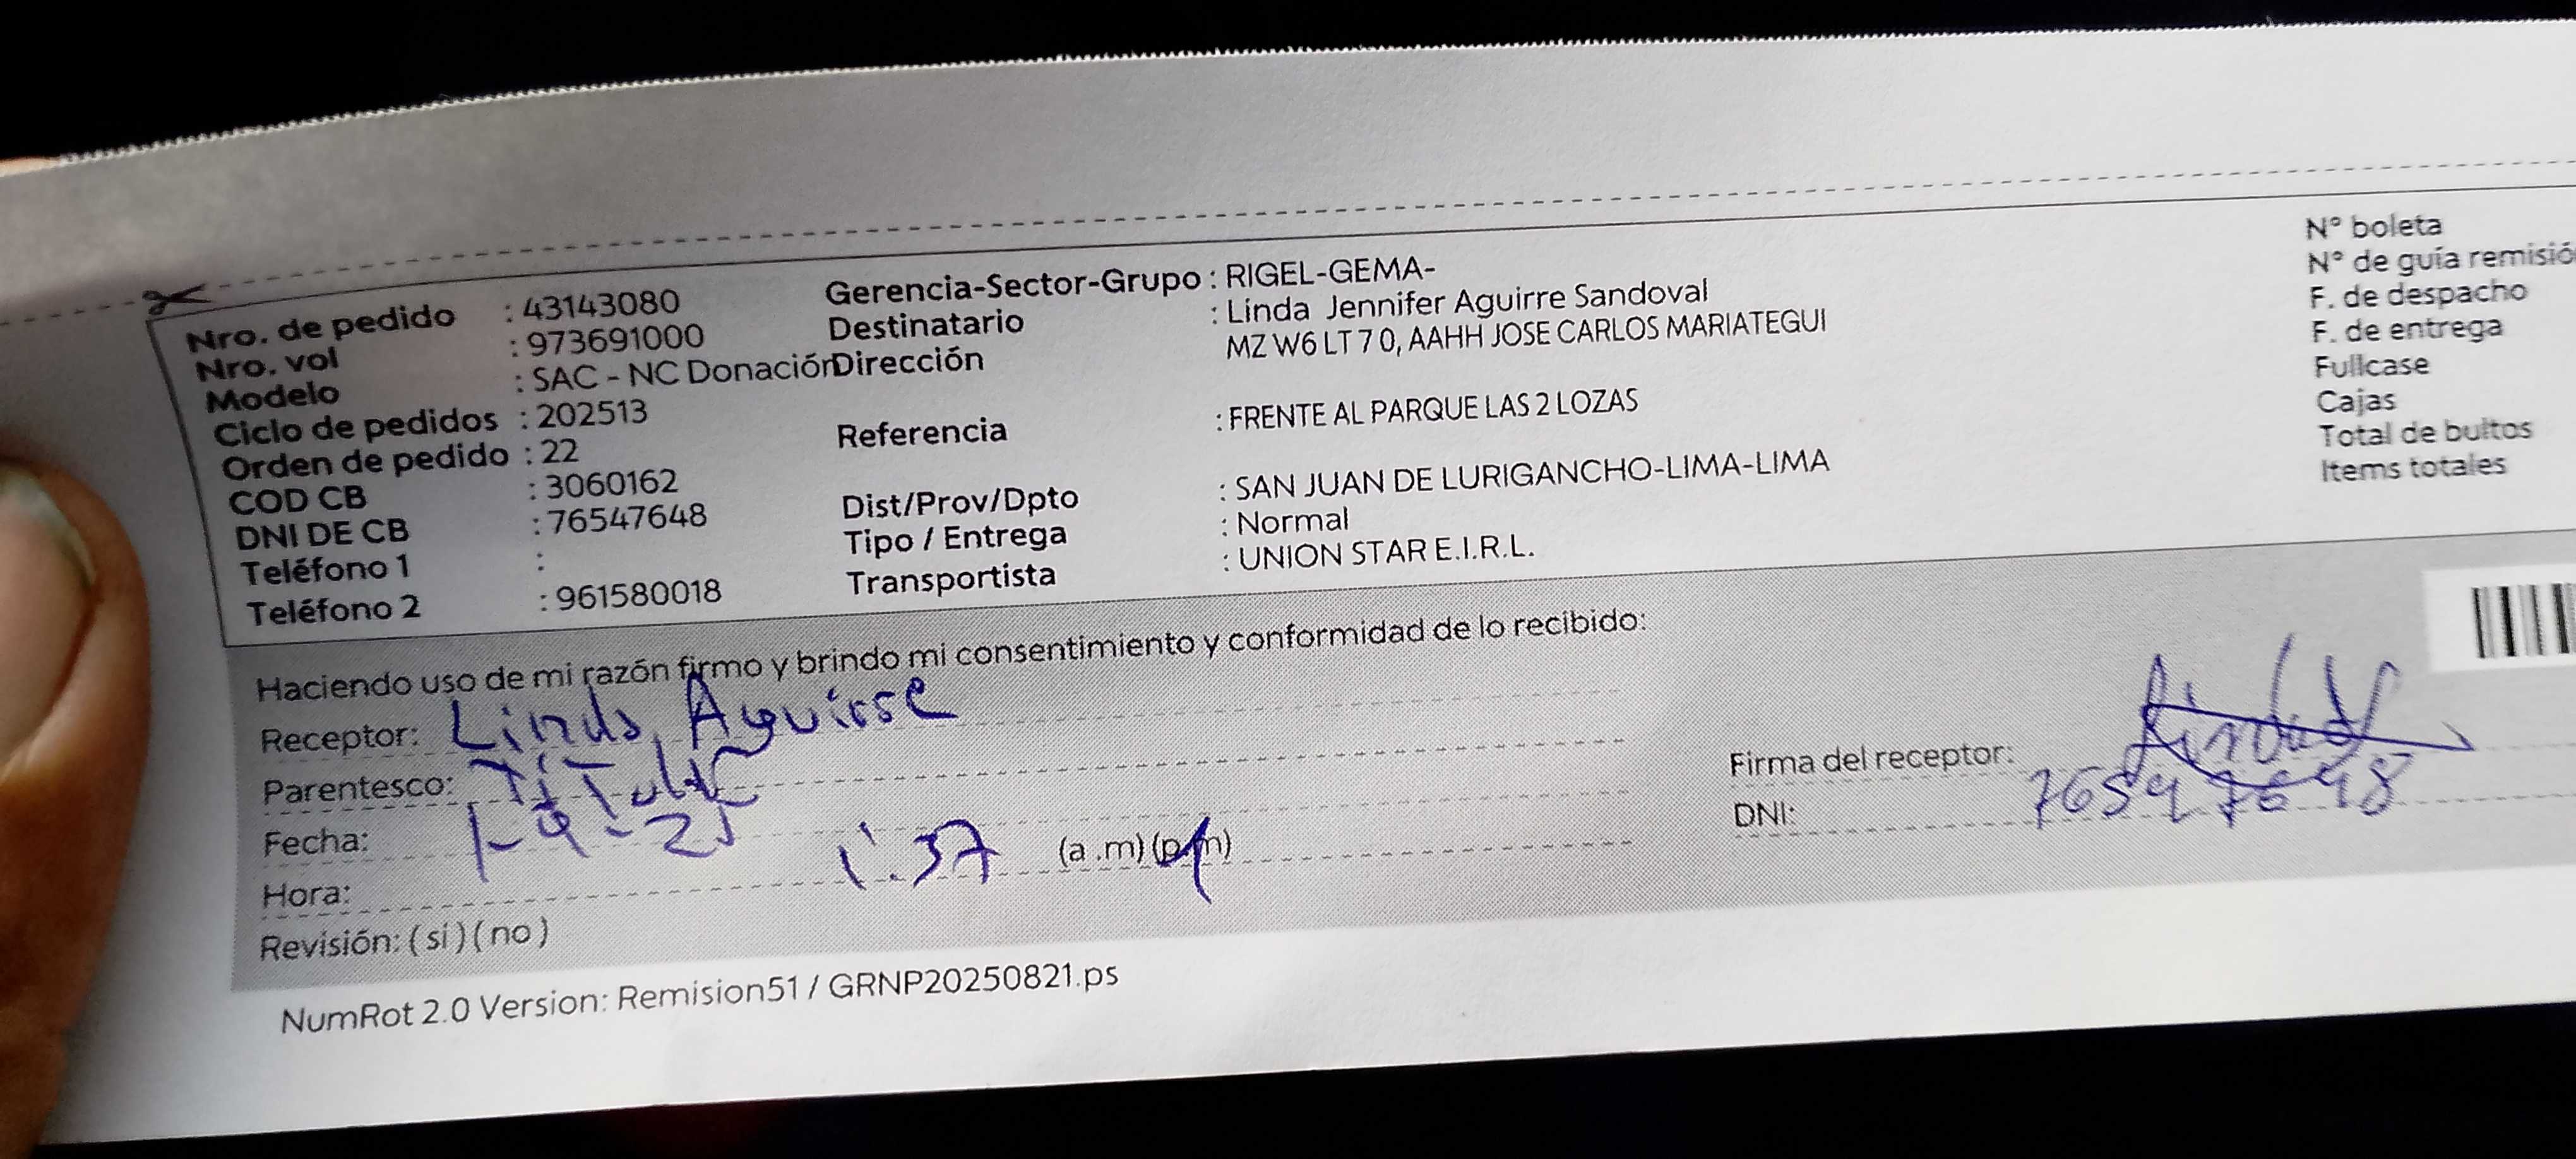 Nro. de pedido : 43143080
Nro. vol : 973691000
Modelo : SAC - NC Donación
Ciclo de pedidos : 202513
Orden de pedido : 22
COD CB : 3060162
DNI DE CB : 76547648
Teléfono 1 :
Teléfono 2 : 961580018
Gerencia-Sector-Grupo : RIGEL-GEMA-
Destinatario : Linda Jennifer Aguirre Sandoval
Dirección MZ W6 LT 7 0, AAHH JOSE CARLOS MARIATEGUI
Referencia : FRENTE AL PARQUE LAS 2 LOZAS
Dist/Prov/Dpto : SAN JUAN DE LURIGANCHO-LIMA-LIMA
Tipo / Entrega : Normal
Transportista : UNION STAR E.I.R.L.
N° boleta
N° de guía remisió
F. de despacho
F. de entrega
Fullcase
Cajas
Total de bultos
Items totales
Haciendo uso de mi razón firmo y brindo mi consentimiento y conformidad de lo recibido:
Receptor: Linda Aguirre
Parentesco: Titular
Fecha: 1-9-25
Hora: 1:37 (a .m) (p.m)
Revisión: ( si ) ( no )
Firma del receptor: Linda
DNI: 76547648
NumRot 2.0 Version: Remision51 / GRNP20250821.ps